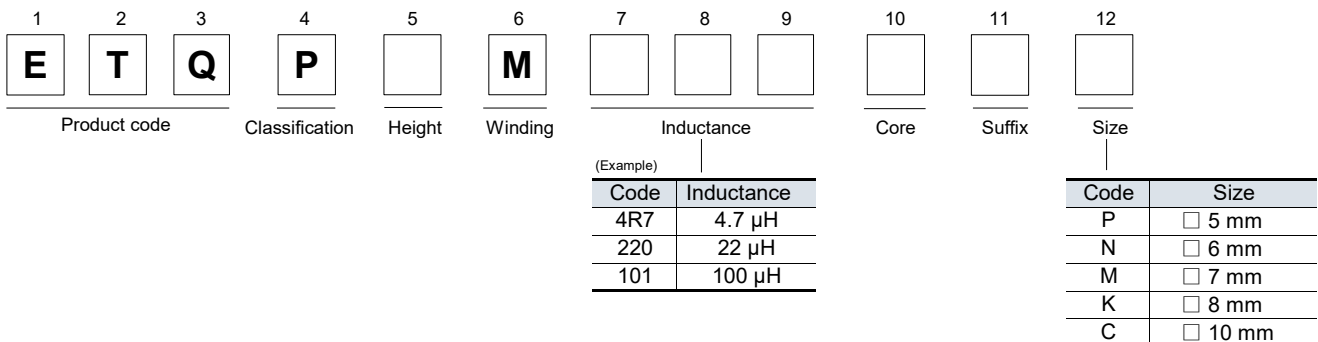 1 2 3 4 5 6 7 8 9 10 11 12
E T Q P M
Product code Classification Height Winding Inductance Core Suffix Size
(Example)
Code Inductance
4R7 4.7 µH
220 22 µH
101 100 µH
Code Size
P □ 5 mm
N □ 6 mm
M □ 7 mm
K □ 8 mm
C □ 10 mm